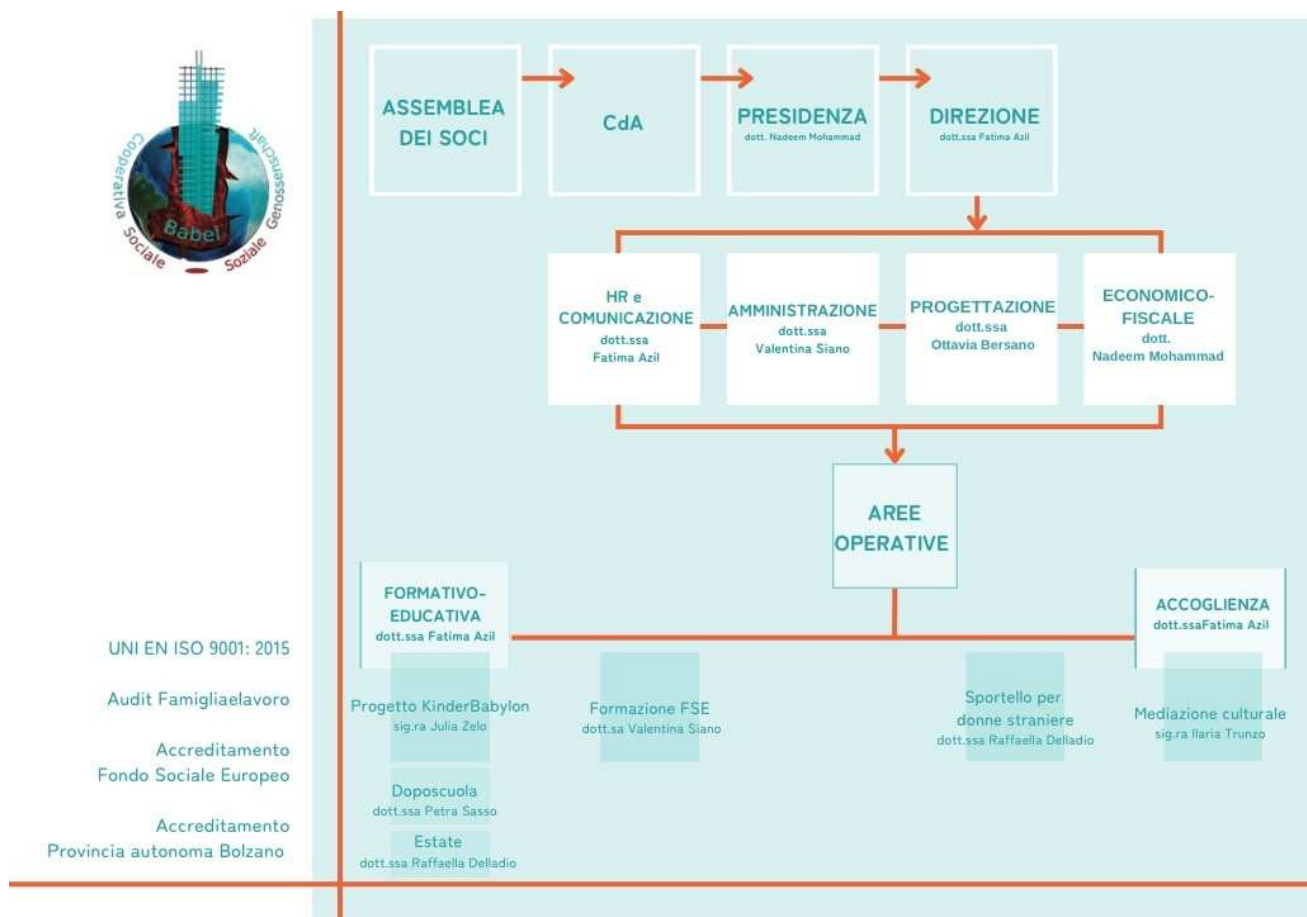 Cooperativa Sociale
Babel
Soziale Genossenschaft
ASSEMBLEA
DEI SOCI
CdA
PRESIDENZA
dott. Nadeem Mohammad
DIREZIONE
dott.ssa Fatima Azil
HR e
COMUNICAZIONE
dott.ssa
Fatima Azil
AMMINISTRAZIONE
dott.ssa
Valentina Siano
PROGETTAZIONE
dott.ssa
Ottavia Bersano
ECONOMICO-
FISCALE
dott.
Nadeem Mohammad
AREE
OPERATIVE
FORMATIVO-
EDUCATIVA
dott.ssa Fatima Azil
ACCOGLIENZA
dott.ssaFatima Azil
Progetto KinderBabylon
sig.ra Julia Zelo
Formazione FSE
dott.sa Valentina Siano
Sportello per
donne straniere
dott.ssa Raffaella Delladio
Mediazione culturale
sig.ra Ilaria Trunzo
Doposcuola
dott.ssa Petra Sasso
Estate
dott.ssa Raffaella Delladio
UNI EN ISO 9001: 2015
Audit Famigliaelavoro
Accreditamento
Fondo Sociale Europeo
Accreditamento
Provincia autonoma Bolzano